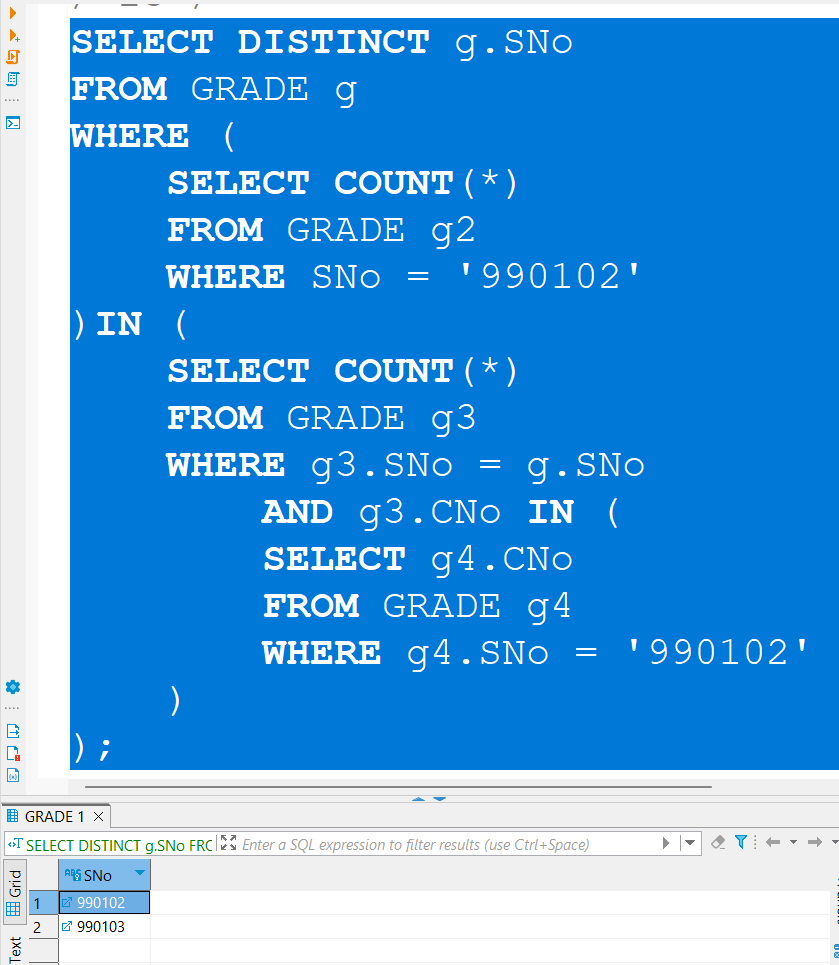 SELECT DISTINCT g.SNo
FROM GRADE g
WHERE (
SELECT COUNT(*)
FROM GRADE g2
WHERE SNo = '990102'
)IN (
SELECT COUNT(*)
FROM GRADE g3
WHERE g3.SNo = g.SNo
AND g3.CNo IN (
SELECT g4.CNo
FROM GRADE g4
WHERE g4.SNo = '990102'
)
);
GRADE 1
SELECT DISTINCT g.SNo FRC Enter a SQL expression to filter results (use Ctrl+Space)
Grid
SNo
1 990102
2 990103
Text